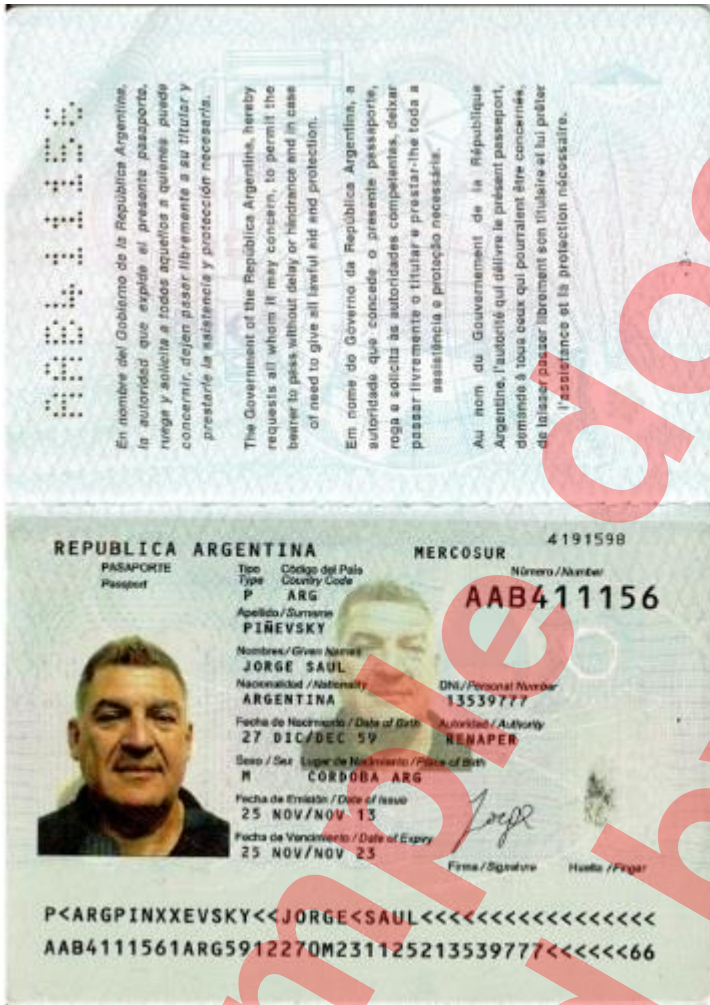 AAB411156
En nombre del Gobierno de la República Argentina,
la autoridad que expide el presente pasaporte,
ruega y solicita a todos aquellos a quienes puede
concernir, dejen pasar libremente a su titular y
prestarle la asistencia y protección necesaria.
The Government of the República Argentina, hereby
requests all whom it may concern, to permit the
bearer to pass without delay or hindrance and in case
of need to give all lawful aid and protection.
Em nome do Governo da República Argentina, a
autoridade que concede o presente passaporte,
roga e solicita às autoridades competentes, deixar
passar livremente o titular e prestar-lhe toda a
assistência e proteção necessária.
Au nom du Gouvernement de la République
Argentine, l'autorité qui délivre le présent passeport,
demande à tous ceux qui pourraient être concernés,
de laisser passer librement son titulaire et lui prêter
l'assistance et la protection nécessaire.
- 3 -
REPUBLICA ARGENTINA MERCOSUR 4191598
PASAPORTE Tipo Código del País Número / Number
Passport Type Country Code
P ARG AAB411156
Apellido / Surname
PIÑEVSKY
Nombres / Given Names
JORGE SAUL
Nacionalidad / Nationality DNI / Personal Number
ARGENTINA 13539777
Fecha de Nacimiento / Date of Birth Autoridad / Authority
27 DIC/DEC 59 RENAPER
Sexo / Sex Lugar de Nacimiento / Place of Birth
M CORDOBA ARG
Fecha de Emisión / Date of Issue
25 NOV/NOV 13
Jorge
Fecha de Vencimiento / Date of Expiry
25 NOV/NOV 23
Firma / Signature Huella / Finger
P<ARGPINXXEVSKY<<JORGE<SAUL<<<<<<<<<<<<<<<<<
AAB4111561ARG5912270M231125213539777<<<<<<66